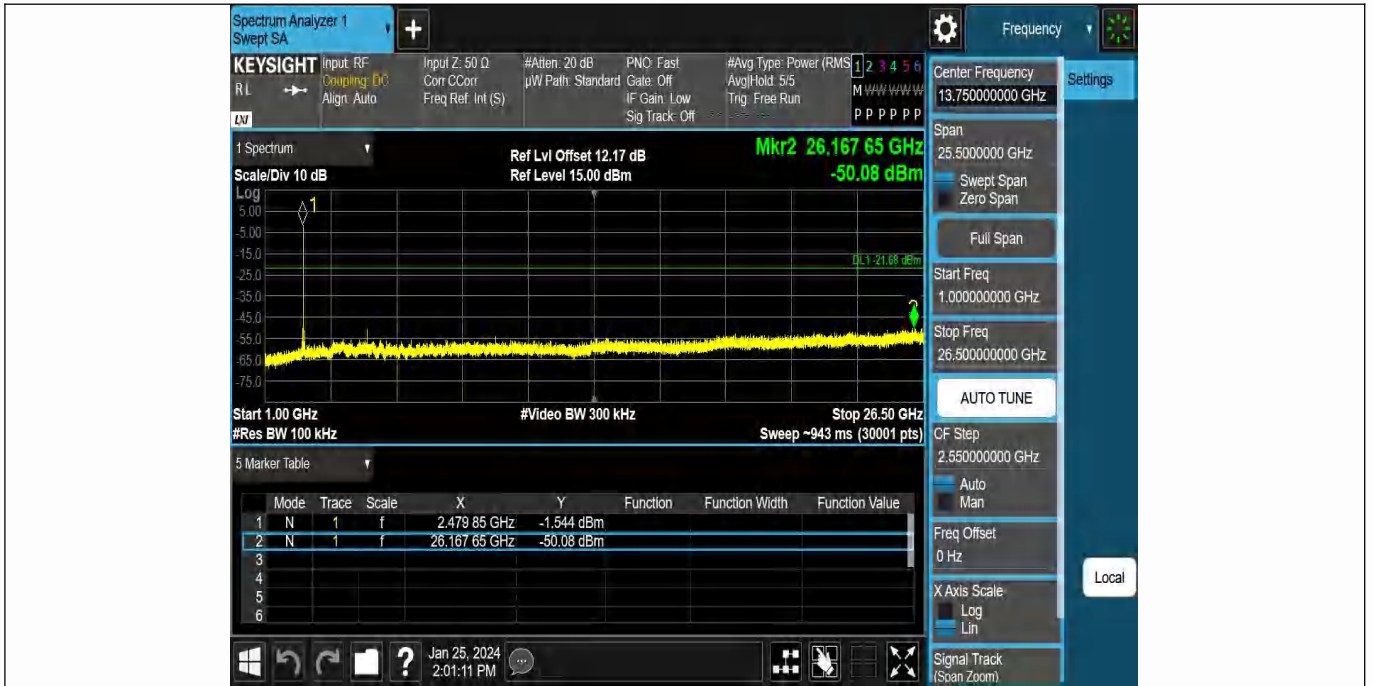 Spectrum Analyzer 1
Swept SA
+
Frequency
KEYSIGHT
RL
LXI
Input: RF
Coupling: DC
Align: Auto
Input Z: 50 Ω
Corr CCorr
Freq Ref: Int (S)
#Atten: 20 dB
µW Path: Standard
PNO: Fast
Gate: Off
IF Gain: Low
Sig Track: Off
#Avg Type: Power (RMS
Avg|Hold: 5/5
Trig: Free Run
1 2 3 4 5 6
M W W W W W
P P P P P P
Center Frequency
13.750000000 GHz
Settings
Span
25.5000000 GHz
Swept Span
Zero Span
Full Span
Start Freq
1.000000000 GHz
Stop Freq
26.500000000 GHz
AUTO TUNE
CF Step
2.550000000 GHz
Auto
Man
Freq Offset
0 Hz
X Axis Scale
Log
Lin
Signal Track
(Span Zoom)
Local
1 Spectrum
Scale/Div 10 dB
Ref Lvl Offset 12.17 dB
Ref Level 15.00 dBm
Mkr2 26.167 65 GHz
-50.08 dBm
Log
5.00
-5.00
-15.0
-25.0
-35.0
-45.0
-55.0
-65.0
-75.0
1
DL1 -21.68 dBm
2
Start 1.00 GHz
#Res BW 100 kHz
#Video BW 300 kHz
Stop 26.50 GHz
Sweep ~943 ms (30001 pts)
5 Marker Table
Mode Trace Scale X Y Function Function Width Function Value
1 N 1 f 2.479 85 GHz -1.544 dBm
2 N 1 f 26.167 65 GHz -50.08 dBm
3
4
5
6
?
Jan 25, 2024
2:01:11 PM